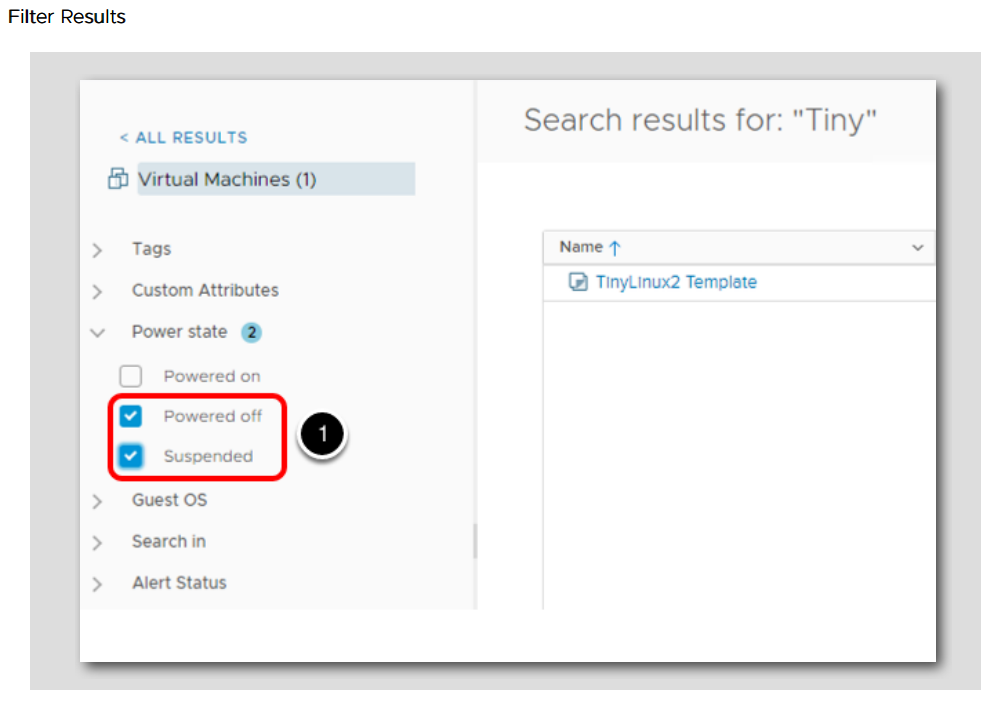 Filter Results
< ALL RESULTS
Virtual Machines (1)
Tags
Custom Attributes
Power state 2
Powered on
Powered off
Suspended
1
Guest OS
Search in
Alert Status
Search results for: "Tiny"
Name ↑
TinyLinux2 Template